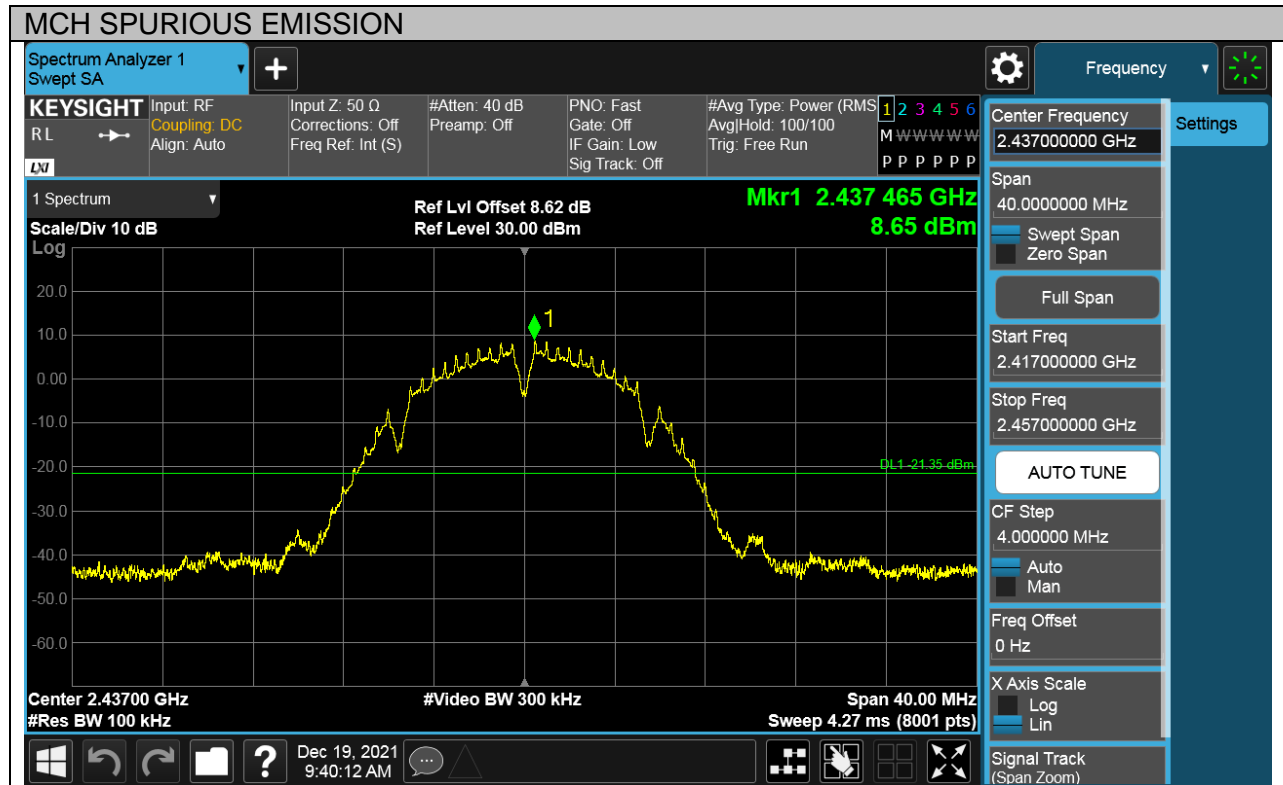 MCH SPURIOUS EMISSION
Spectrum Analyzer 1
Swept SA
+
Frequency
KEYSIGHT
R L
LXI
Input: RF
Coupling: DC
Align: Auto
Input Z: 50 Ω
Corrections: Off
Freq Ref: Int (S)
#Atten: 40 dB
Preamp: Off
PNO: Fast
Gate: Off
IF Gain: Low
Sig Track: Off
#Avg Type: Power (RMS
Avg|Hold: 100/100
Trig: Free Run
1 2 3 4 5 6
M W W W W W
P P P P P P
1 Spectrum
Scale/Div 10 dB
Log
Ref Lvl Offset 8.62 dB
Ref Level 30.00 dBm
Mkr1 2.437 465 GHz
8.65 dBm
20.0
10.0
0.00
-10.0
-20.0
-30.0
-40.0
-50.0
-60.0
1
DL1 -21.35 dBm
Center 2.43700 GHz
#Res BW 100 kHz
#Video BW 300 kHz
Span 40.00 MHz
Sweep 4.27 ms (8001 pts)
Center Frequency
2.437000000 GHz
Settings
Span
40.0000000 MHz
Swept Span
Zero Span
Full Span
Start Freq
2.417000000 GHz
Stop Freq
2.457000000 GHz
AUTO TUNE
CF Step
4.000000 MHz
Auto
Man
Freq Offset
0 Hz
X Axis Scale
Log
Lin
Signal Track
(Span Zoom)
?
Dec 19, 2021
9:40:12 AM